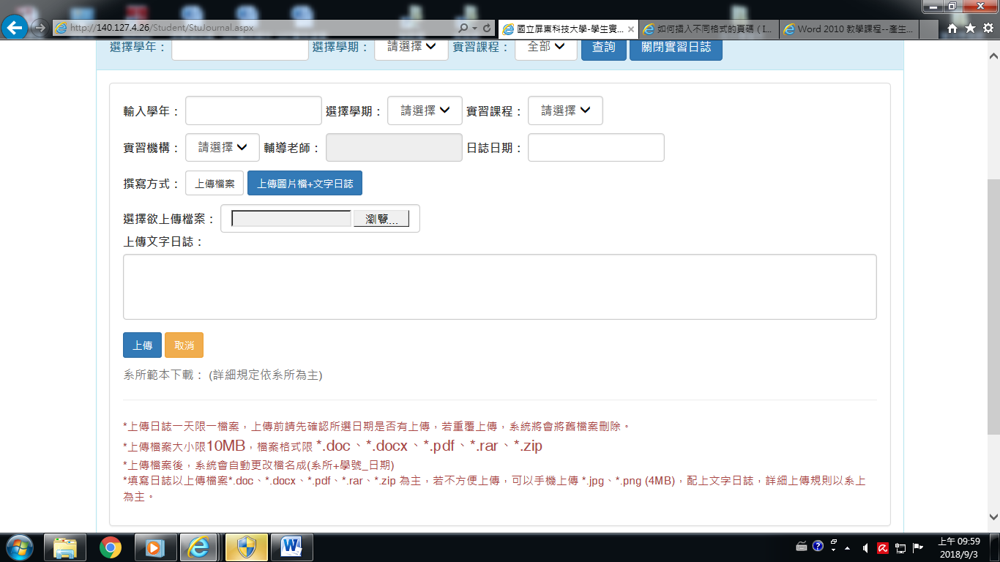 http://140.127.4.26/Student/StuJournal.aspx
國立屏東科技大學-學生實...
如何插入不同格式的頁碼 ( I...
Word 2010 教學課程--產生...
選擇學年： 選擇學期： 請選擇 實習課程： 全部 查詢 關閉實習日誌
輸入學年： 選擇學期： 請選擇 實習課程： 請選擇
實習機構： 請選擇 輔導老師： 日誌日期：
撰寫方式： 上傳檔案 上傳圖片檔+文字日誌
選擇欲上傳檔案： 瀏覽...
上傳文字日誌：
上傳 取消
系所範本下載： (詳細規定依系所為主)
*上傳日誌一天限一檔案，上傳前請先確認所選日期是否有上傳，若重覆上傳，系統將會將舊檔案刪除。
*上傳檔案大小限10MB，檔案格式限 *.doc、*.docx、*.pdf、*.rar、*.zip
*上傳檔案後，系統會自動更改檔名成(系所+學號_日期)
*填寫日誌以上傳檔案*.doc、*.docx、*.pdf、*.rar、*.zip 為主，若不方便上傳，可以手機上傳 *.jpg、*.png (4MB)，配上文字日誌，詳細上傳規則以系上
為主。
上午 09:59
2018/9/3